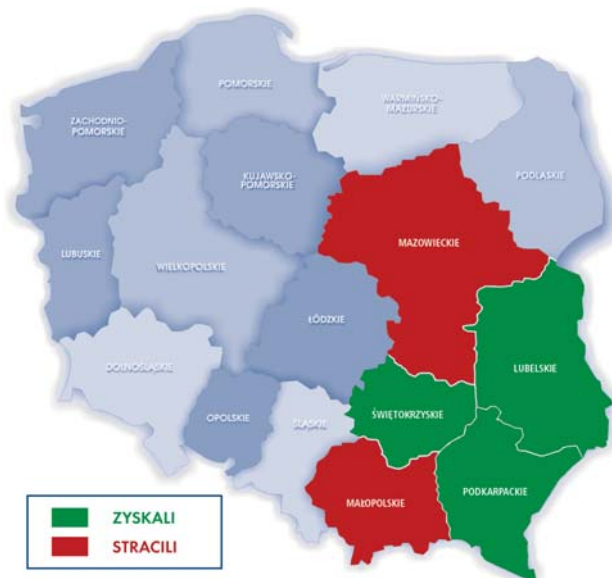 POMORSKIE
WARMIŃSKO-
MAZURSKIE
ZACHODNIO-
POMORSKIE
KUJAWSKO-
POMORSKIE
PODLASKIE
MAZOWIECKIE
LUBUSKIE
WIELKOPOLSKIE
ŁÓDZKIE
LUBELSKIE
DOLNOŚLĄSKIE
OPOLSKIE
ŚLĄSKIE
ŚWIĘTOKRZYSKIE
MAŁOPOLSKIE
PODKARPACKIE
ZYSKALI
STRACILI